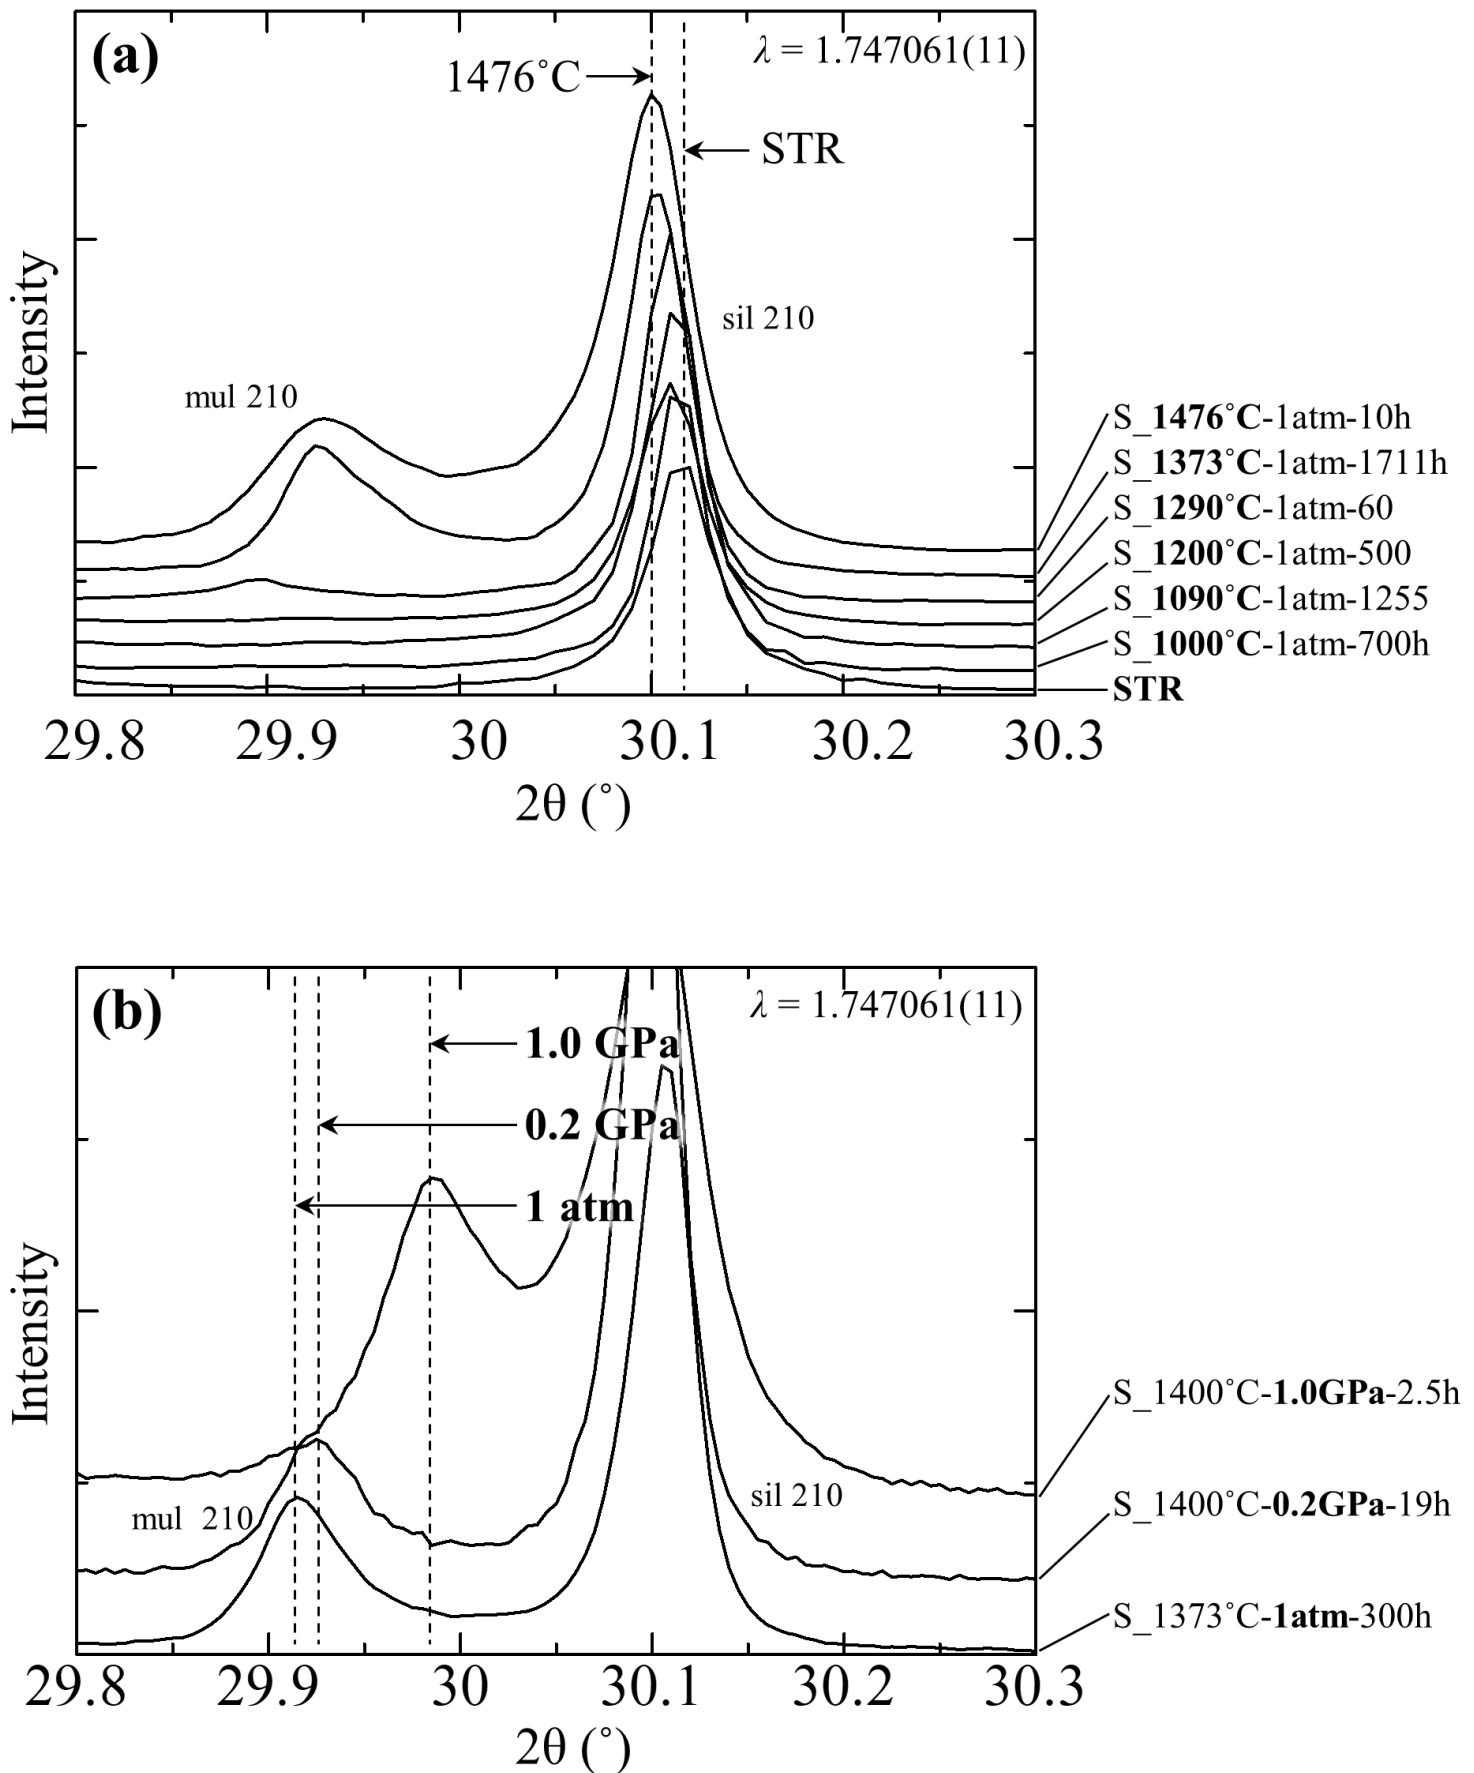 (a)
λ = 1.747061(11)
1476˚C
STR
sil 210
mul 210
Intensity
S_1476˚C-1atm-10h
S_1373˚C-1atm-1711h
S_1290˚C-1atm-60
S_1200˚C-1atm-500
S_1090˚C-1atm-1255
S_1000˚C-1atm-700h
STR
29.8 29.9 30 30.1 30.2 30.3
2θ (˚)
(b)
λ = 1.747061(11)
1.0 GPa
0.2 GPa
1 atm
Intensity
S_1400˚C-1.0GPa-2.5h
sil 210
mul 210
S_1400˚C-0.2GPa-19h
S_1373˚C-1atm-300h
29.8 29.9 30 30.1 30.2 30.3
2θ (˚)